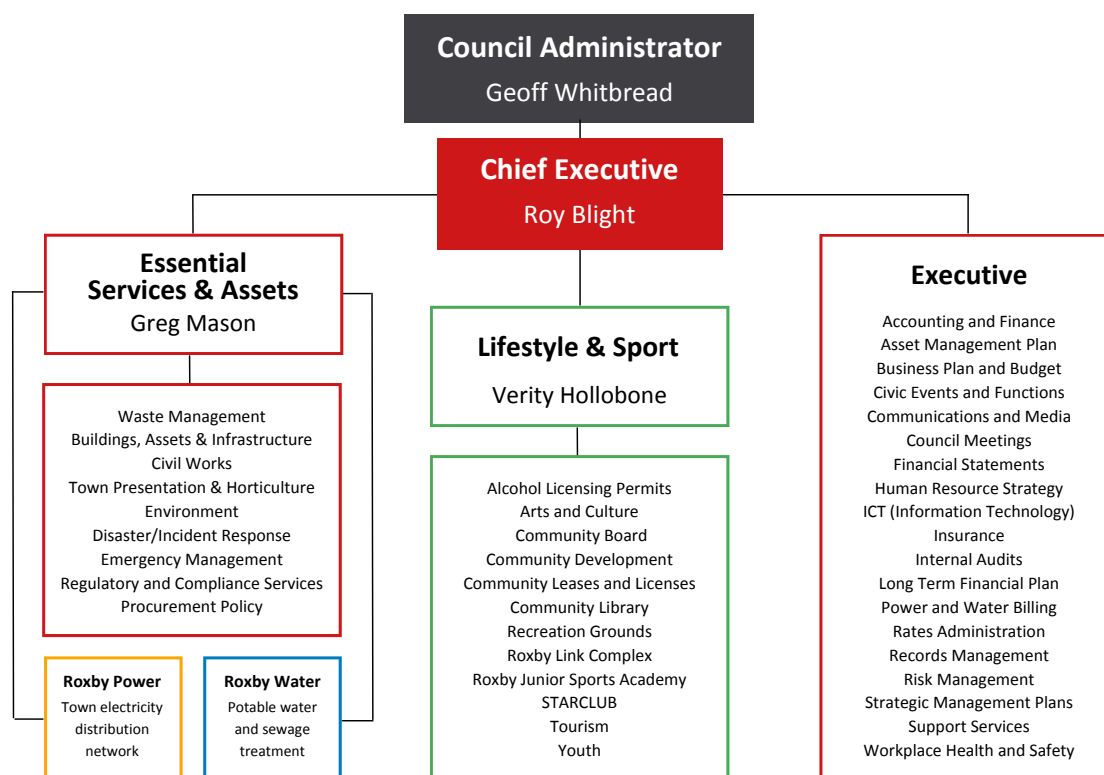 Council Administrator
Geoff Whitbread
Chief Executive
Roy Blight
Essential
Services & Assets
Greg Mason
Waste Management
Buildings, Assets & Infrastructure
Civil Works
Town Presentation & Horticulture
Environment
Disaster/Incident Response
Emergency Management
Regulatory and Compliance Services
Procurement Policy
Roxby Power
Town electricity
distribution
network
Roxby Water
Potable water
and sewage
treatment
Lifestyle & Sport
Verity Hollobone
Alcohol Licensing Permits
Arts and Culture
Community Board
Community Development
Community Leases and Licenses
Community Library
Recreation Grounds
Roxby Link Complex
Roxby Junior Sports Academy
STARCLUB
Tourism
Youth
Executive
Accounting and Finance
Asset Management Plan
Business Plan and Budget
Civic Events and Functions
Communications and Media
Council Meetings
Financial Statements
Human Resource Strategy
ICT (Information Technology)
Insurance
Internal Audits
Long Term Financial Plan
Power and Water Billing
Rates Administration
Records Management
Risk Management
Strategic Management Plans
Support Services
Workplace Health and Safety